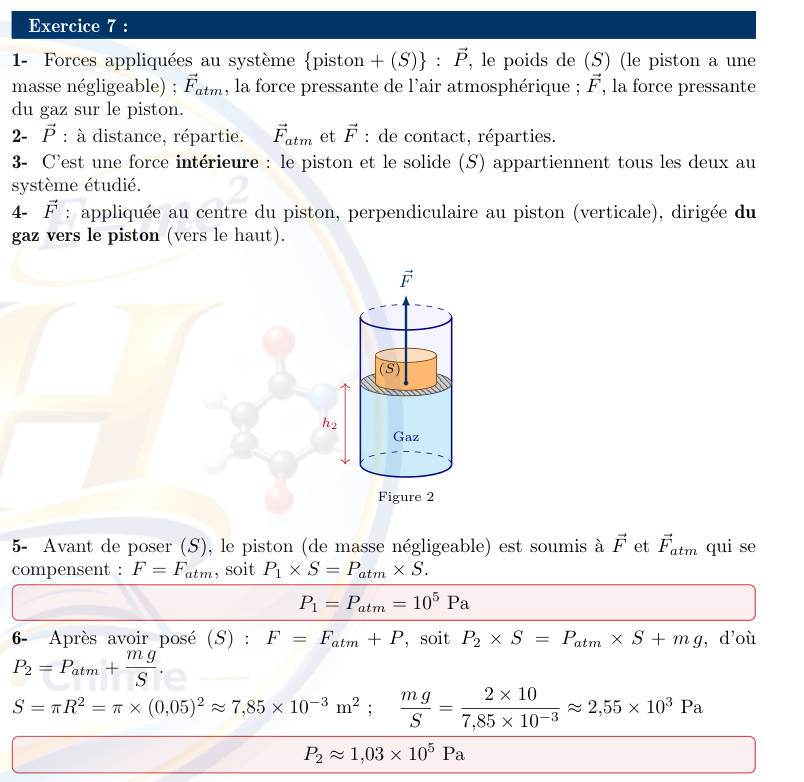 Exercice 7 :
1- Forces appliquées au système {piston + (S)} : P⃗, le poids de (S) (le piston a une
masse négligeable) ; F⃗atm, la force pressante de l'air atmosphérique ; F⃗, la force pressante
du gaz sur le piston.
2- P⃗ : à distance, répartie. F⃗atm et F⃗ : de contact, réparties.
3- C'est une force intérieure : le piston et le solide (S) appartiennent tous les deux au
système étudié.
4- F⃗ : appliquée au centre du piston, perpendiculaire au piston (verticale), dirigée du
gaz vers le piston (vers le haut).
F⃗
(S)
h₂
Gaz
Figure 2
5- Avant de poser (S), le piston (de masse négligeable) est soumis à F⃗ et F⃗atm qui se
compensent : F = Fatm, soit P₁ × S = Patm × S.
P₁ = Patm = 10⁵ Pa
6- Après avoir posé (S) : F = Fatm + P, soit P₂ × S = Patm × S + m g, d'où
P₂ = Patm + m g / S.
S = πR² = π × (0,05)² ≈ 7,85 × 10⁻³ m² ; m g / S = 2 × 10 / 7,85 × 10⁻³ ≈ 2,55 × 10³ Pa
P₂ ≈ 1,03 × 10⁵ Pa
Chimie